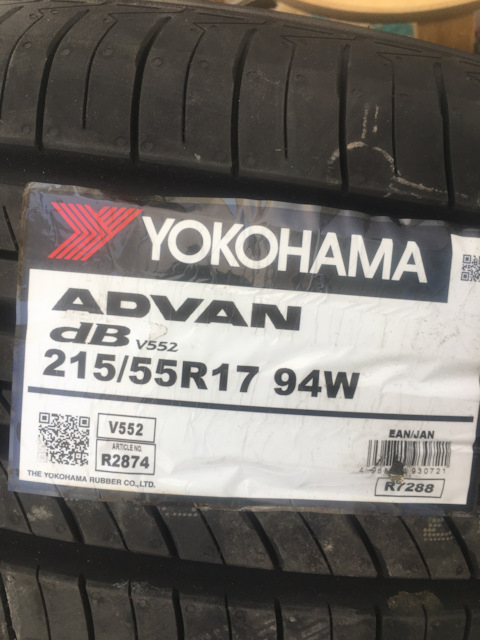 YOKOHAMA
ADVAN
dB V552
215/55R17 94W
V552
ARTICLE NO.
R2874
THE YOKOHAMA RUBBER CO., LTD.
EAN/JAN
R7288